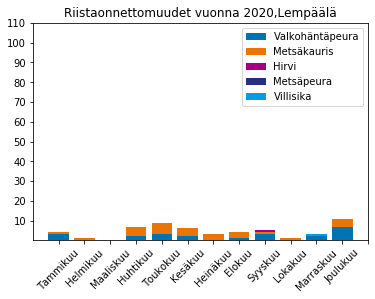 Riistaonnettomuudet vuonna 2020,Lempäälä
110
100
90
80
70
60
50
40
30
20
10
Valkohäntäpeura
Metsäkauris
Hirvi
Metsäpeura
Villisika
Tammikuu
Helmikuu
Maaliskuu
Huhtikuu
Toukokuu
Kesäkuu
Heinäkuu
Elokuu
Syyskuu
Lokakuu
Marraskuu
Joulukuu